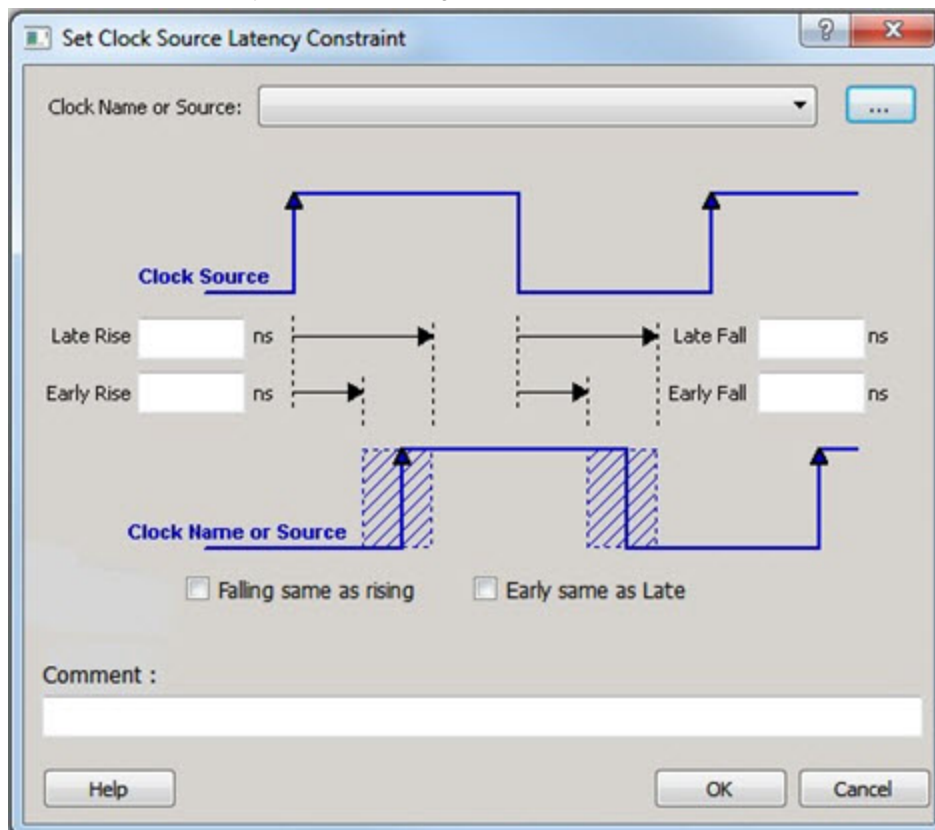 Set Clock Source Latency Constraint
?
X
Clock Name or Source:
...
Clock Source
Late Rise ns Late Fall ns
Early Rise ns Early Fall ns
Clock Name or Source
Falling same as rising Early same as Late
Comment :
Help OK Cancel